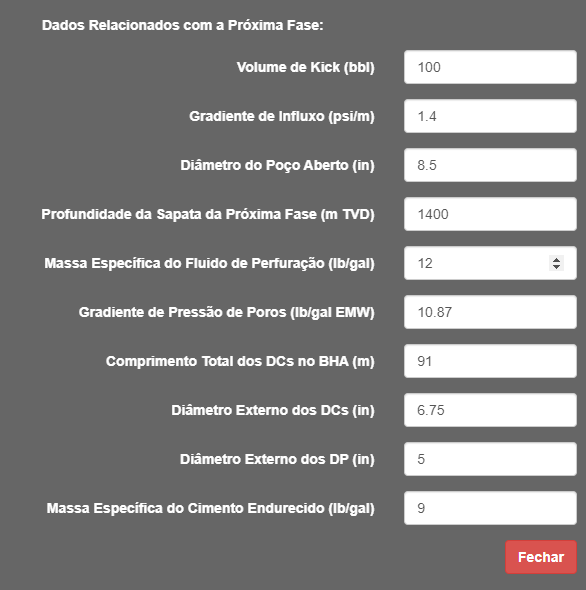 Dados Relacionados com a Próxima Fase:
Volume de Kick (bbl) 100
Gradiente de Influxo (psi/m) 1.4
Diâmetro do Poço Aberto (in) 8.5
Profundidade da Sapata da Próxima Fase (m TVD) 1400
Massa Específica do Fluido de Perfuração (lb/gal) 12
Gradiente de Pressão de Poros (lb/gal EMW) 10.87
Comprimento Total dos DCs no BHA (m) 91
Diâmetro Externo dos DCs (in) 6.75
Diâmetro Externo dos DP (in) 5
Massa Específica do Cimento Endurecido (lb/gal) 9
Fechar